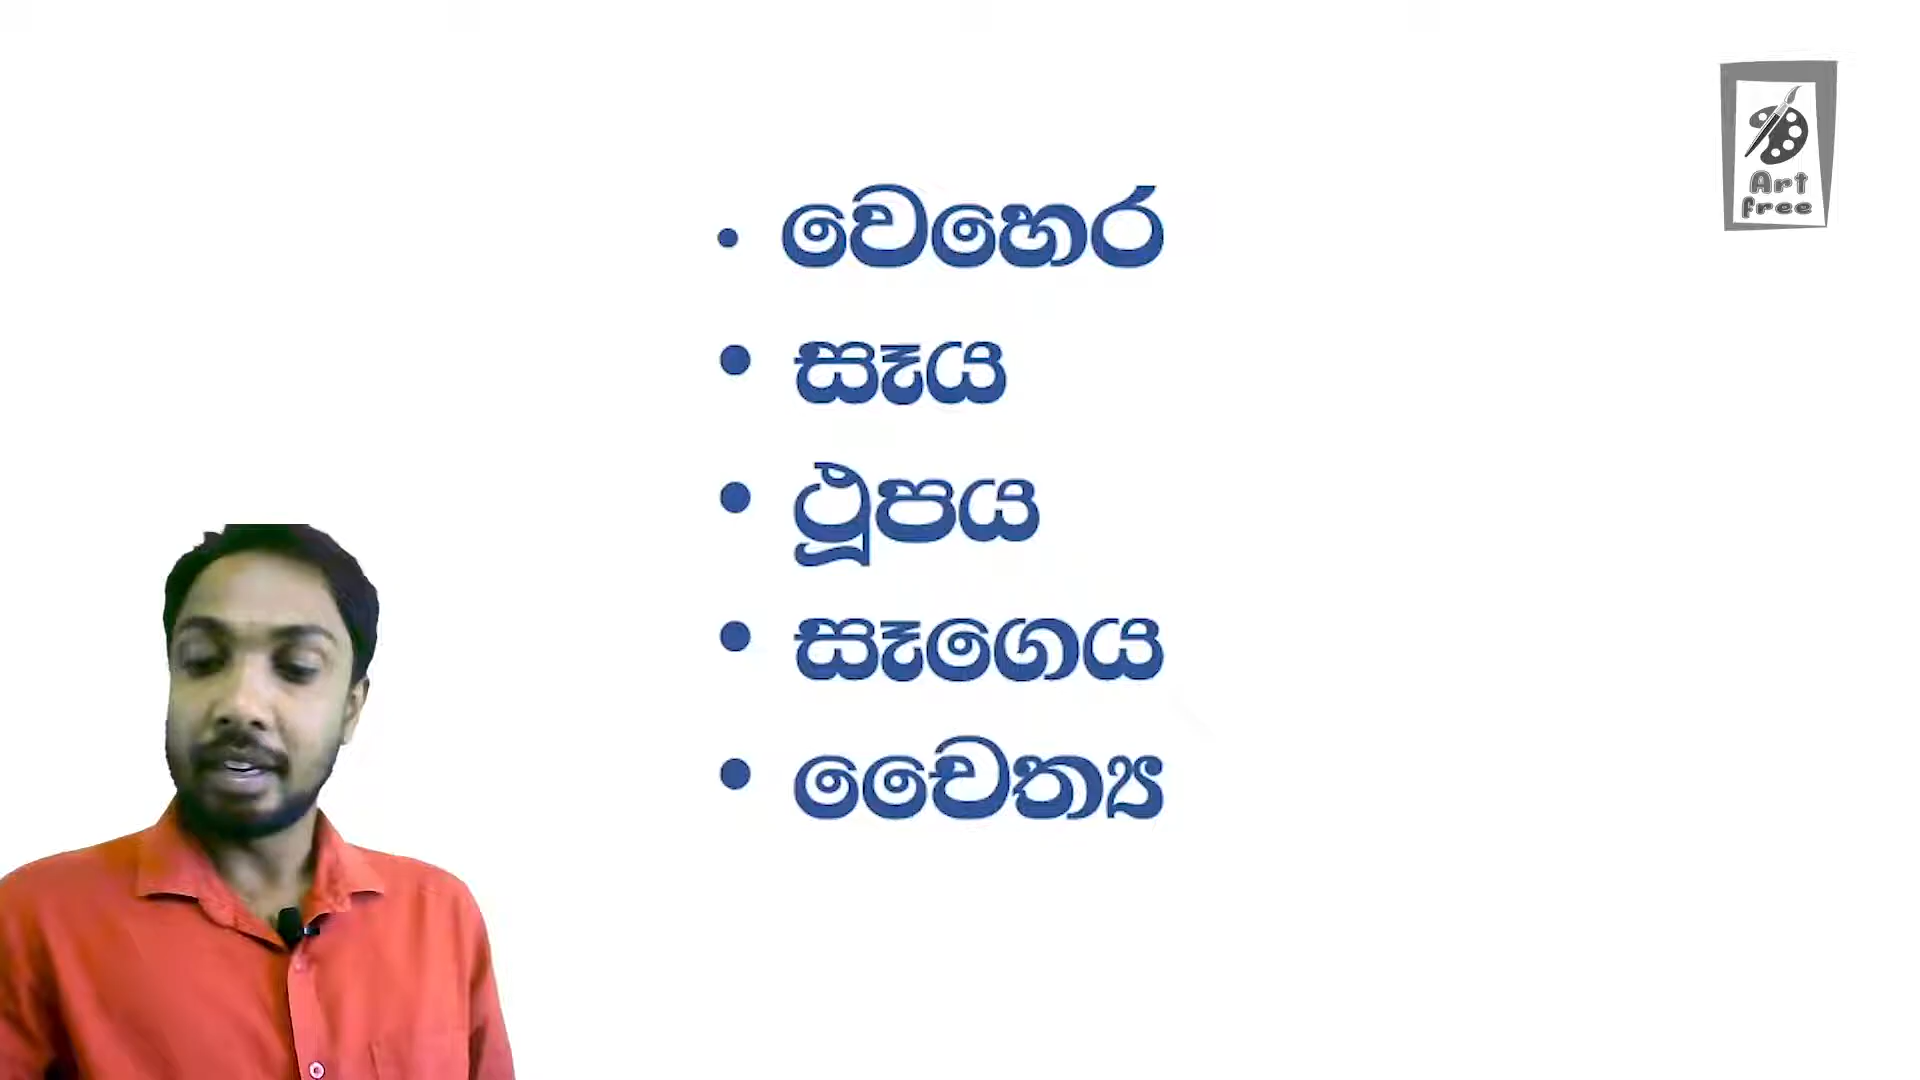 • වෙහෙර
• සෑය
• ථූපය
• සෑගෙය
• චෛත්‍ය
Art
free